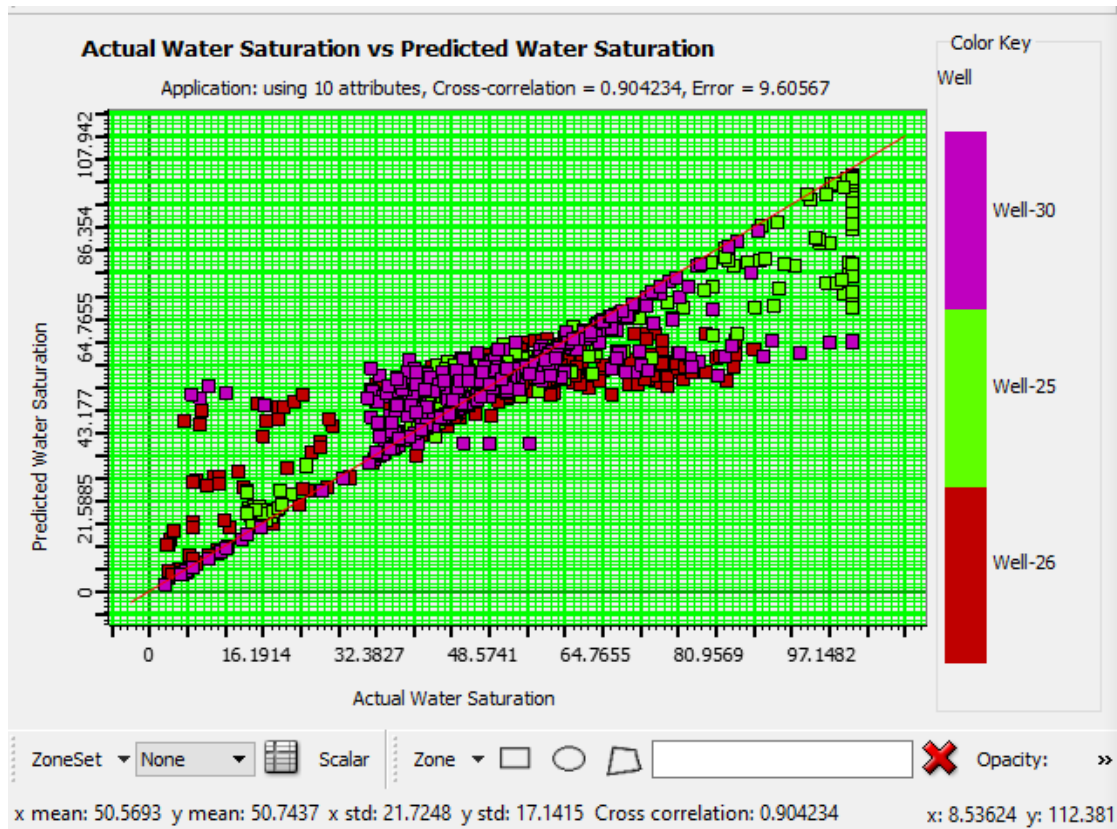 Actual Water Saturation vs Predicted Water Saturation
Application: using 10 attributes, Cross-correlation = 0.904234, Error = 9.60567
Color Key
Well
Well-30
Well-25
Well-26
Predicted Water Saturation
107.942
86.354
64.7655
43.177
21.5885
0
0 16.1914 32.3827 48.5741 64.7655 80.9569 97.1482
Actual Water Saturation
ZoneSet None Scalar Zone Opacity: »
x mean: 50.5693 y mean: 50.7437 x std: 21.7248 y std: 17.1415 Cross correlation: 0.904234 x: 8.53624 y: 112.381